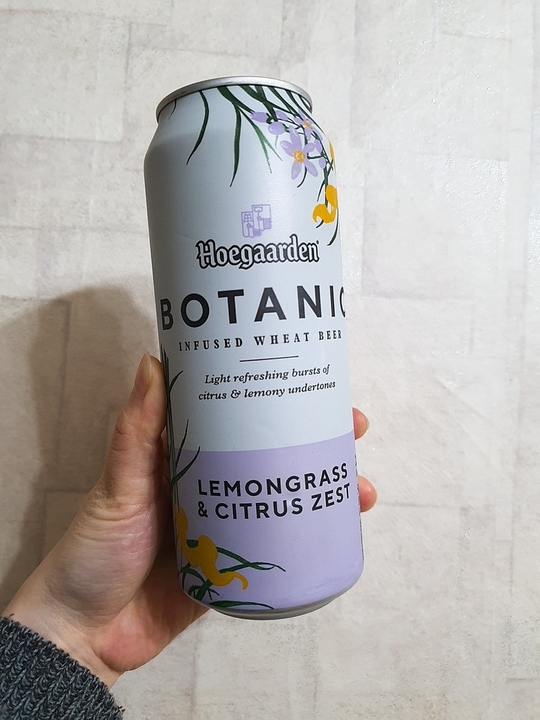 Hoegaarden
BOTANIC
INFUSED WHEAT BEER
Light refreshing bursts of
citrus & lemony undertones
LEMONGRASS
& CITRUS ZEST